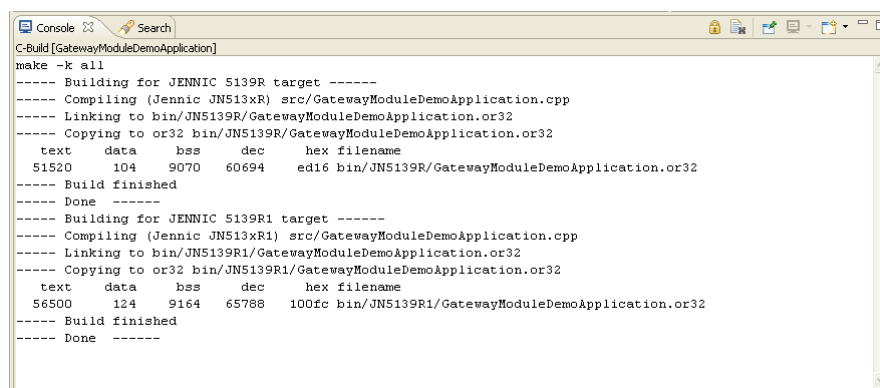 Console Search
C-Build [GatewayModuleDemoApplication]
make -k all
----- Building for JENNIC 5139R target ------
----- Compiling (Jennic JN513xR) src/GatewayModuleDemoApplication.cpp
----- Linking to bin/JN5139R/GatewayModuleDemoApplication.or32
----- Copying to or32 bin/JN5139R/GatewayModuleDemoApplication.or32
text data bss dec hex filename
51520 104 9070 60694 ed16 bin/JN5139R/GatewayModuleDemoApplication.or32
----- Build finished
----- Done ------
----- Building for JENNIC 5139R1 target ------
----- Compiling (Jennic JN513xR1) src/GatewayModuleDemoApplication.cpp
----- Linking to bin/JN5139R1/GatewayModuleDemoApplication.or32
----- Copying to or32 bin/JN5139R1/GatewayModuleDemoApplication.or32
text data bss dec hex filename
56500 124 9164 65788 100fc bin/JN5139R1/GatewayModuleDemoApplication.or32
----- Build finished
----- Done ------